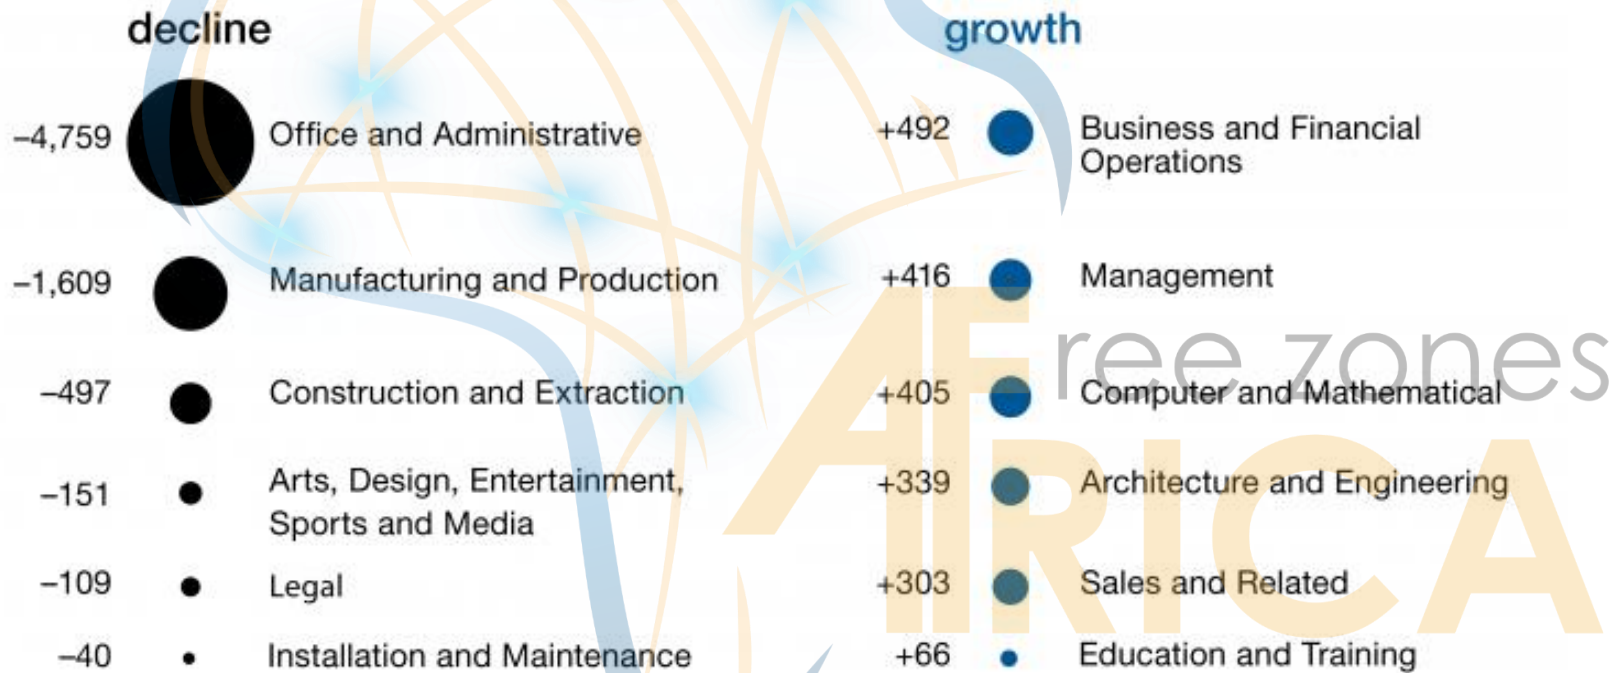 decline
−4,759 Office and Administrative
−1,609 Manufacturing and Production
−497 Construction and Extraction
−151 Arts, Design, Entertainment,
Sports and Media
−109 Legal
−40 Installation and Maintenance
growth
+492 Business and Financial
Operations
+416 Management
+405 Computer and Mathematical
+339 Architecture and Engineering
+303 Sales and Related
+66 Education and Training
Free zones
AFRICA